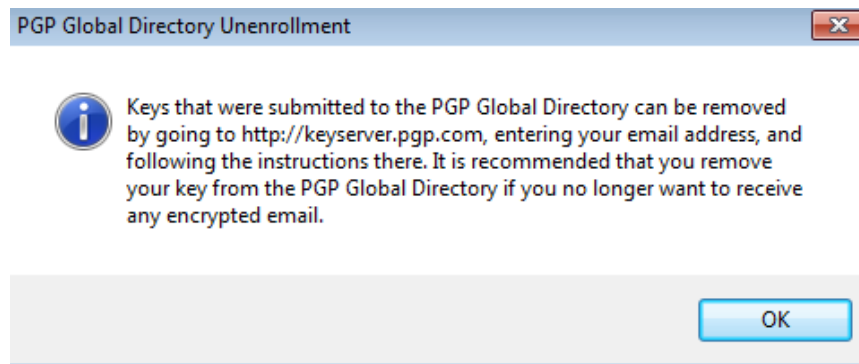 PGP Global Directory Unenrollment
Keys that were submitted to the PGP Global Directory can be removed
by going to http://keyserver.pgp.com, entering your email address, and
following the instructions there. It is recommended that you remove
your key from the PGP Global Directory if you no longer want to receive
any encrypted email.
OK